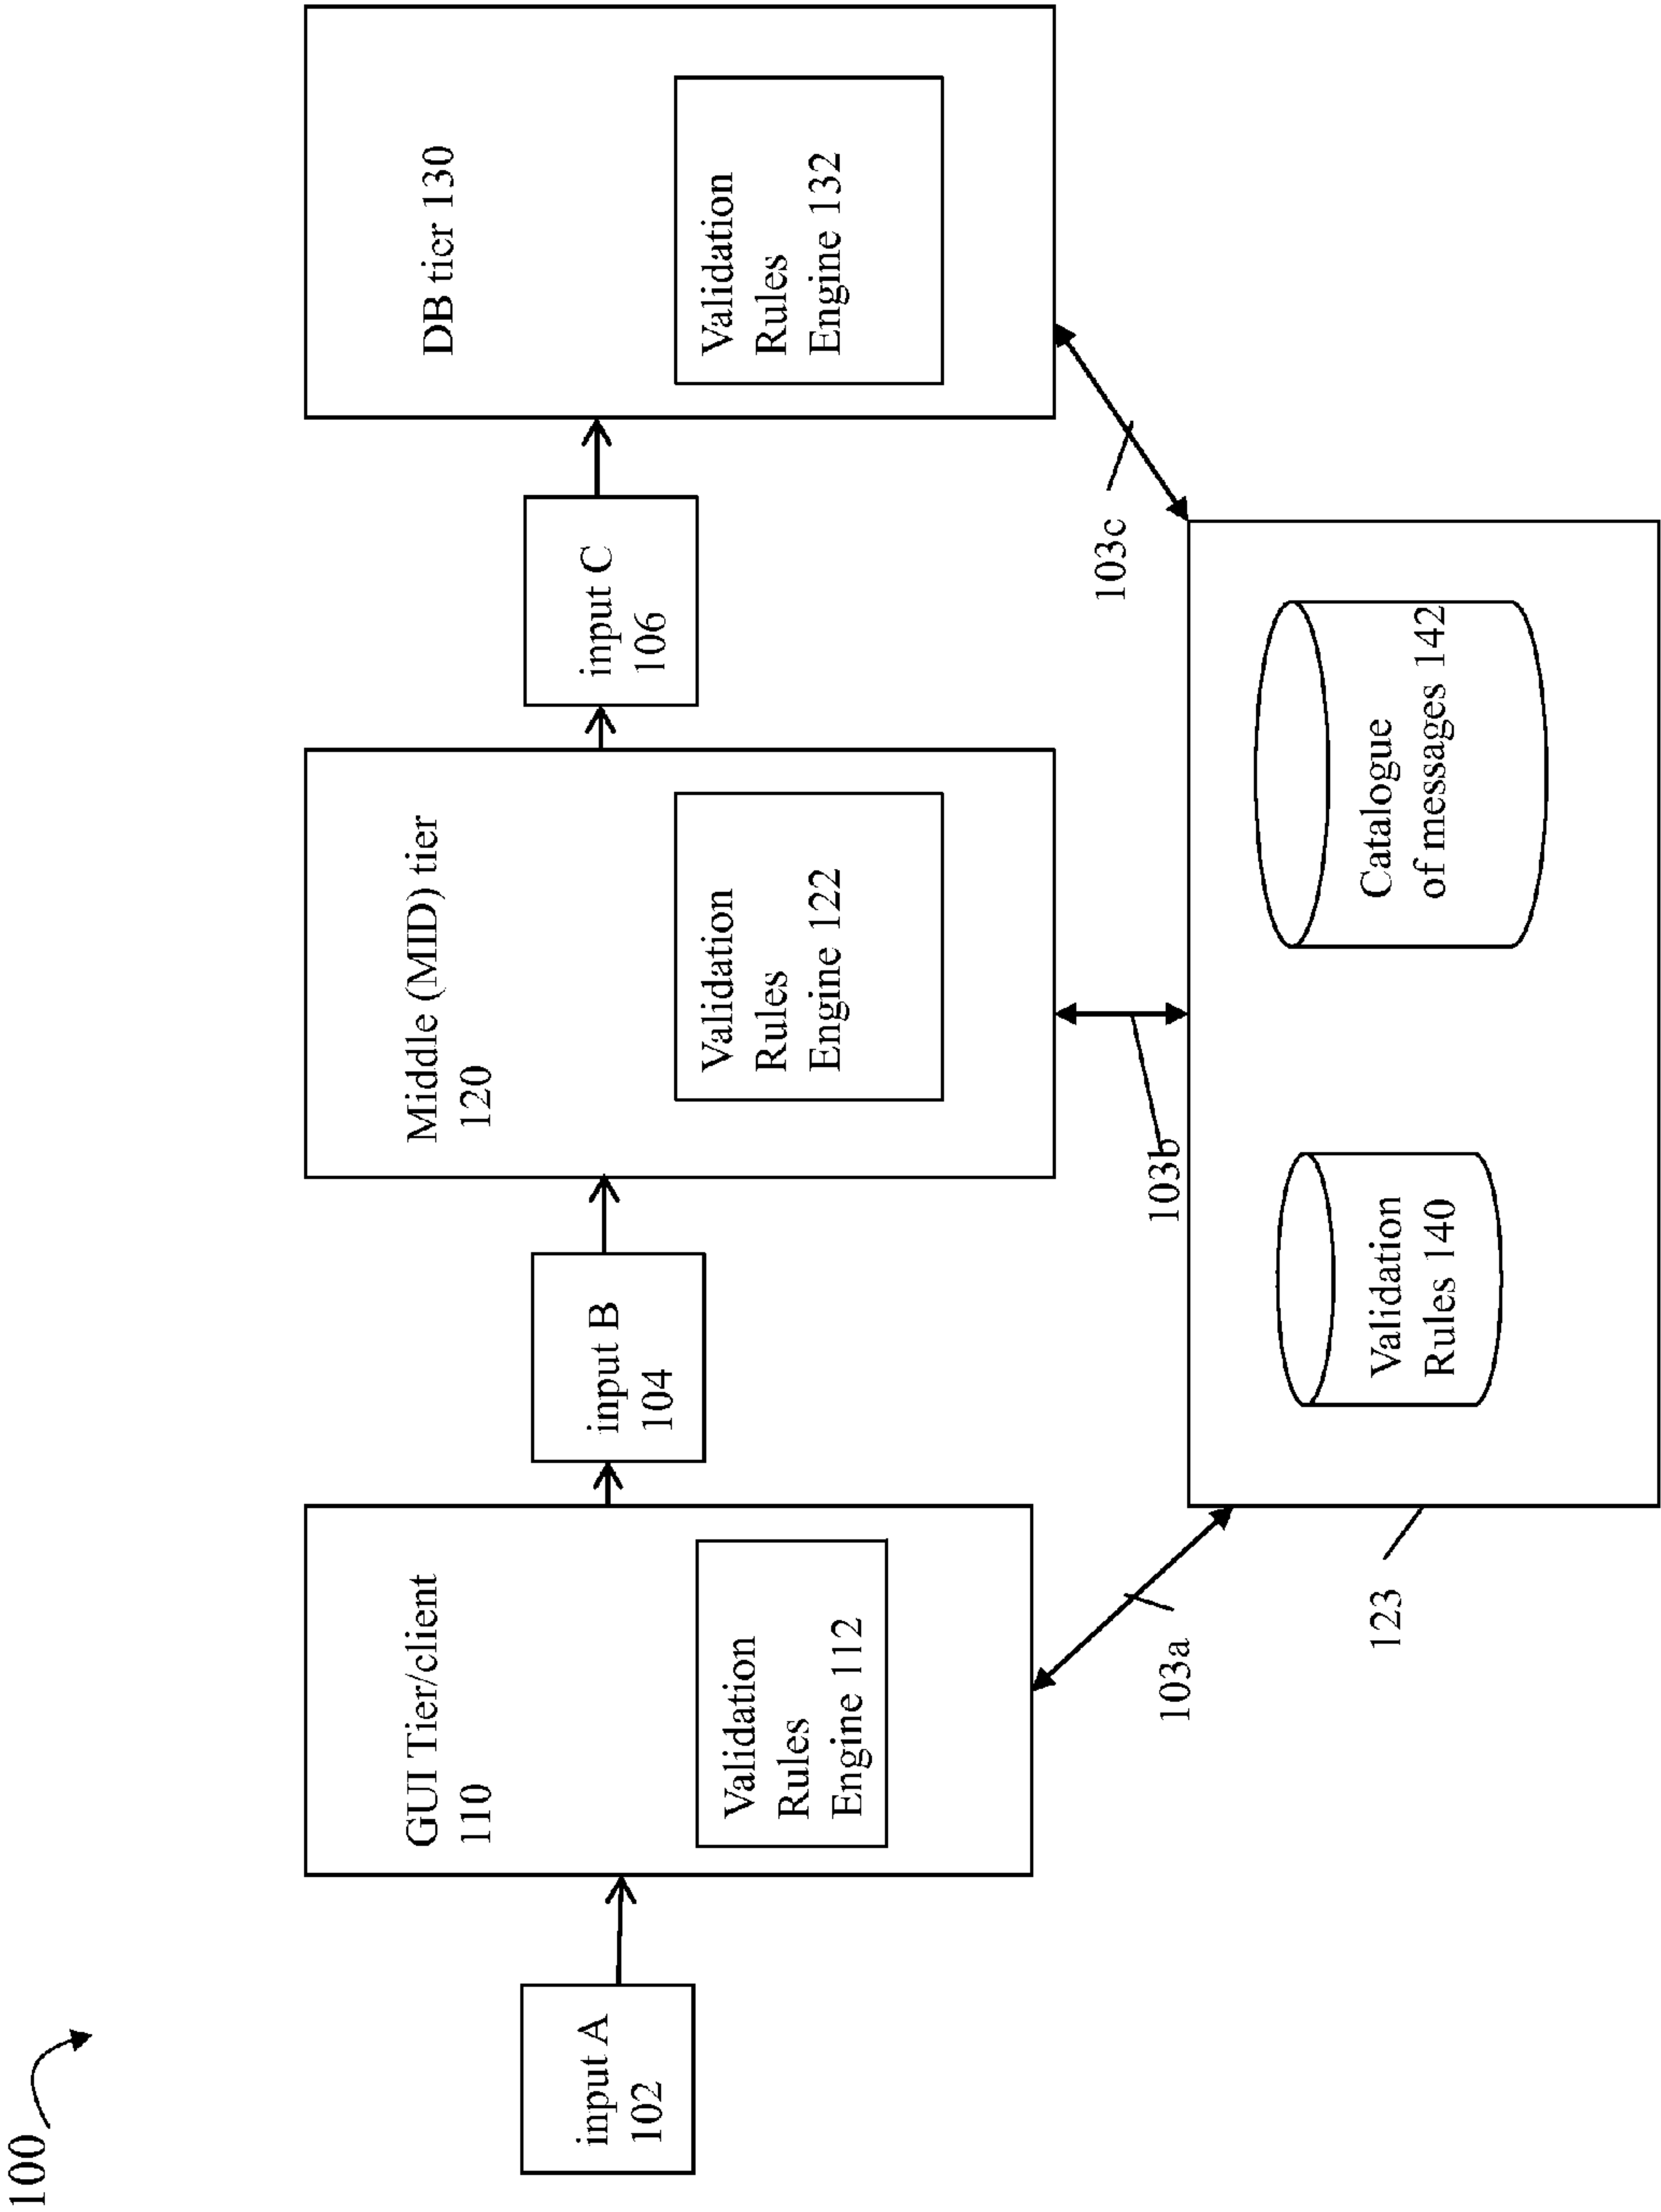 100
input A
102
GUI Tier/client
110
Validation
Rules
Engine 112
input B
104
Middle (MID) tier
120
Validation
Rules
Engine 122
input C
106
DB tier 130
Validation
Rules
Engine 132
103a
103b
103c
123
Validation
Rules 140
Catalogue
of messages 142